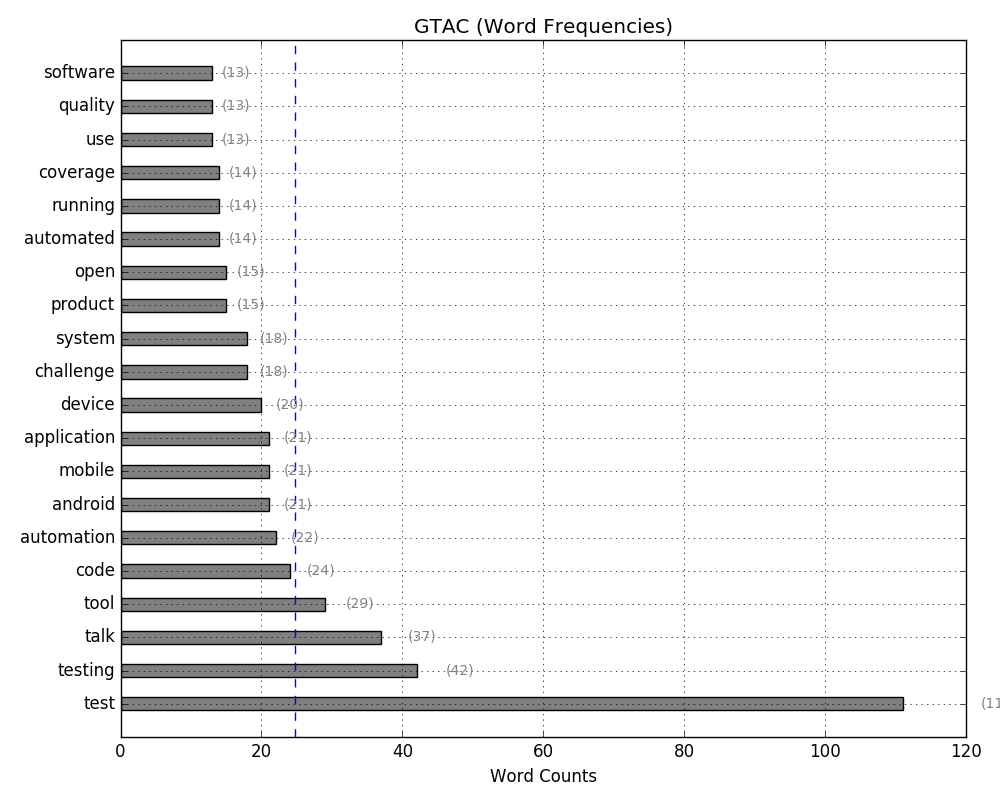 GTAC (Word Frequencies)
software (13)
quality (13)
use (13)
coverage (14)
running (14)
automated (14)
open (15)
product (15)
system (18)
challenge (18)
device (20)
application (21)
mobile (21)
android (21)
automation (22)
code (24)
tool (29)
talk (37)
testing (42)
test (11
0 20 40 60 80 100 120
Word Counts